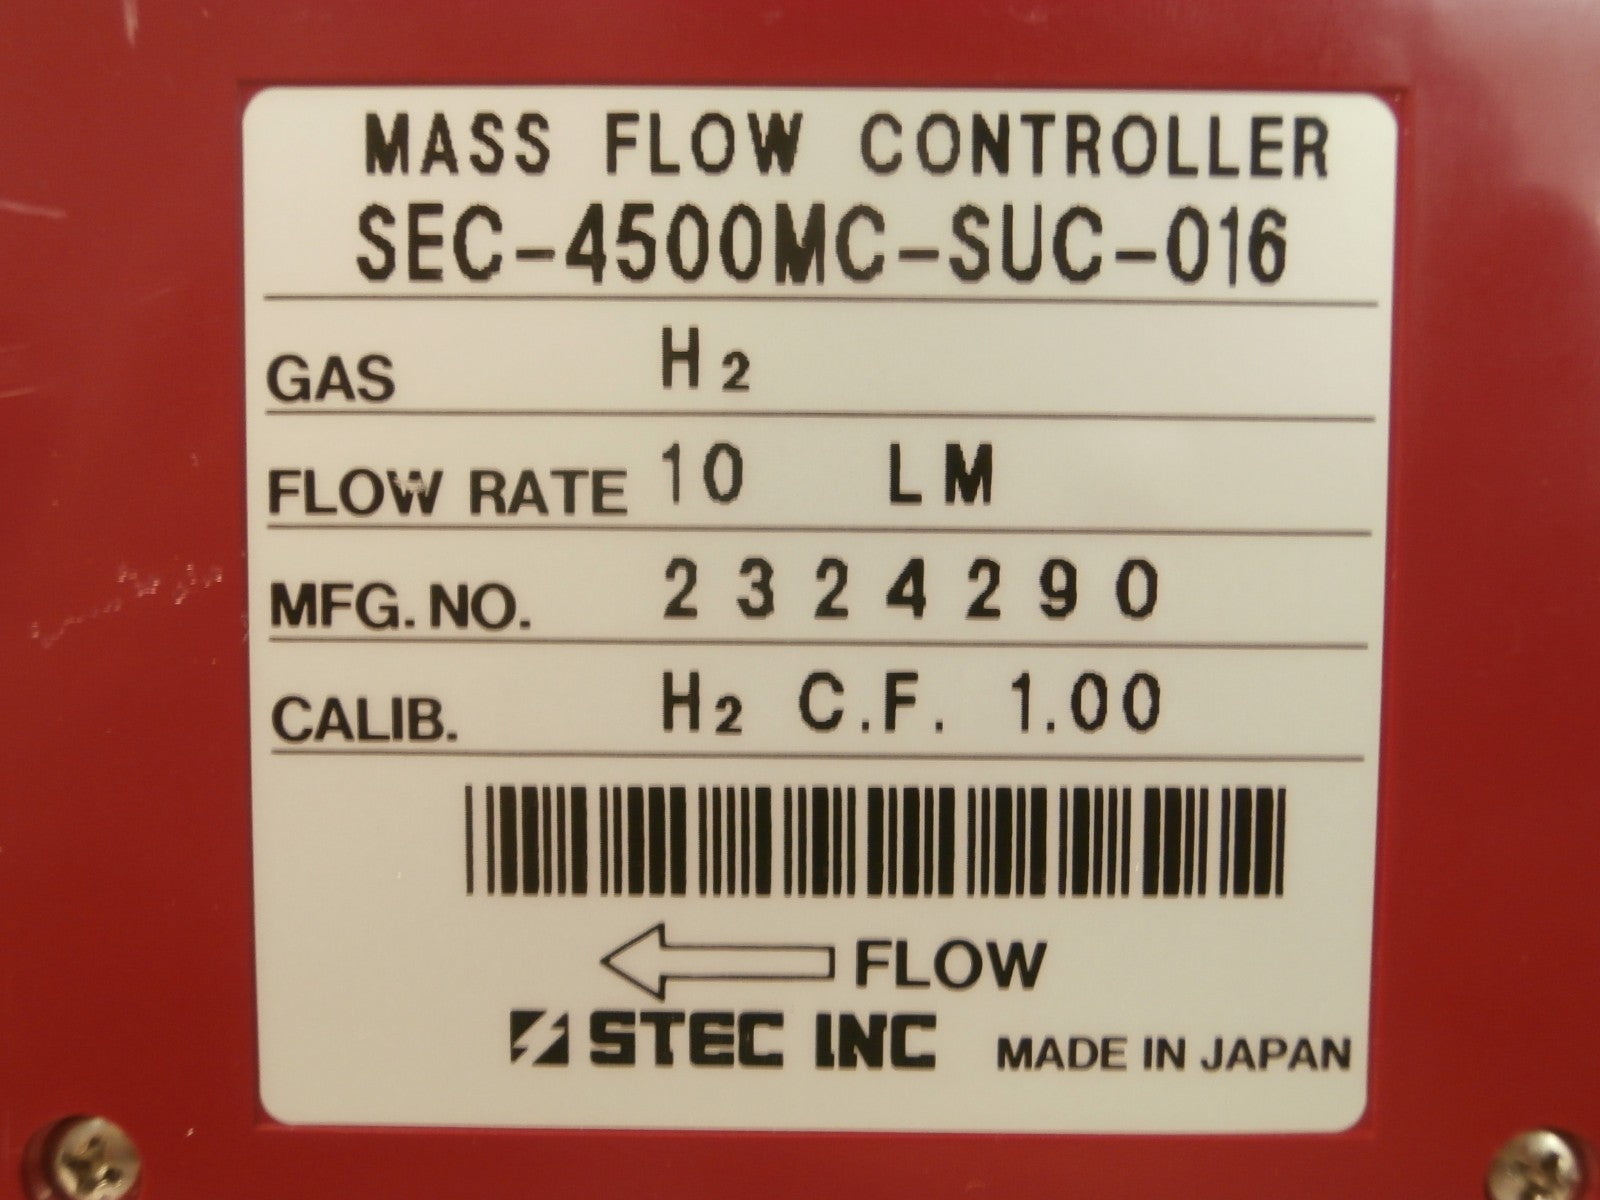 MASS FLOW CONTROLLER
SEC-4500MC-SUC-016
GAS H₂
FLOW RATE 10 LM
MFG. NO. 2324290
CALIB. H₂ C.F. 1.00
FLOW
STEC INC MADE IN JAPAN